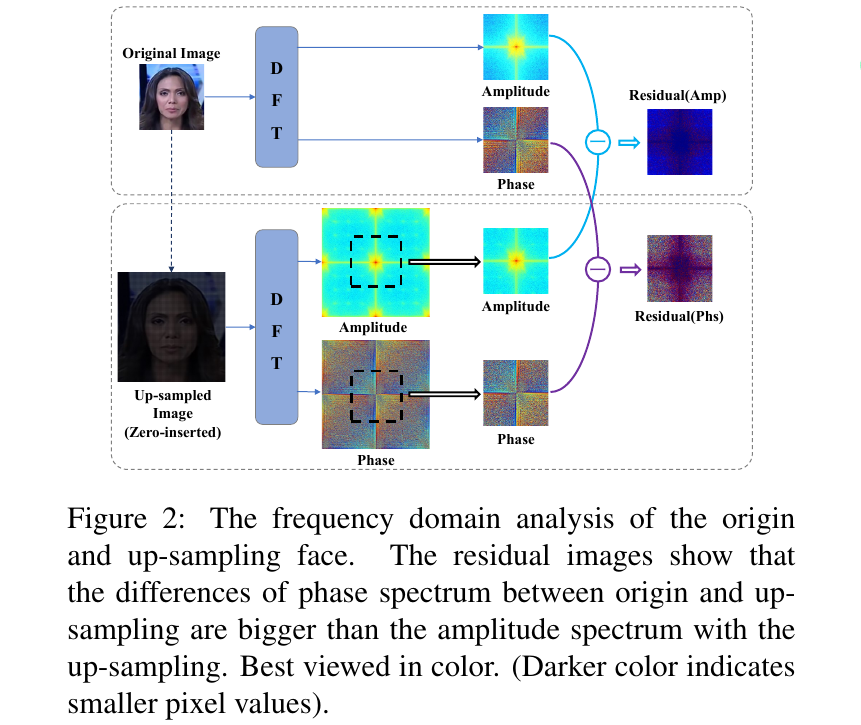 Original Image
D
F
T
Amplitude
Phase
Residual(Amp)
Up-sampled
Image
(Zero-inserted)
D
F
T
Amplitude
Phase
Amplitude
Phase
Residual(Phs)
Figure 2: The frequency domain analysis of the origin
and up-sampling face. The residual images show that
the differences of phase spectrum between origin and up-
sampling are bigger than the amplitude spectrum with the
up-sampling. Best viewed in color. (Darker color indicates
smaller pixel values).